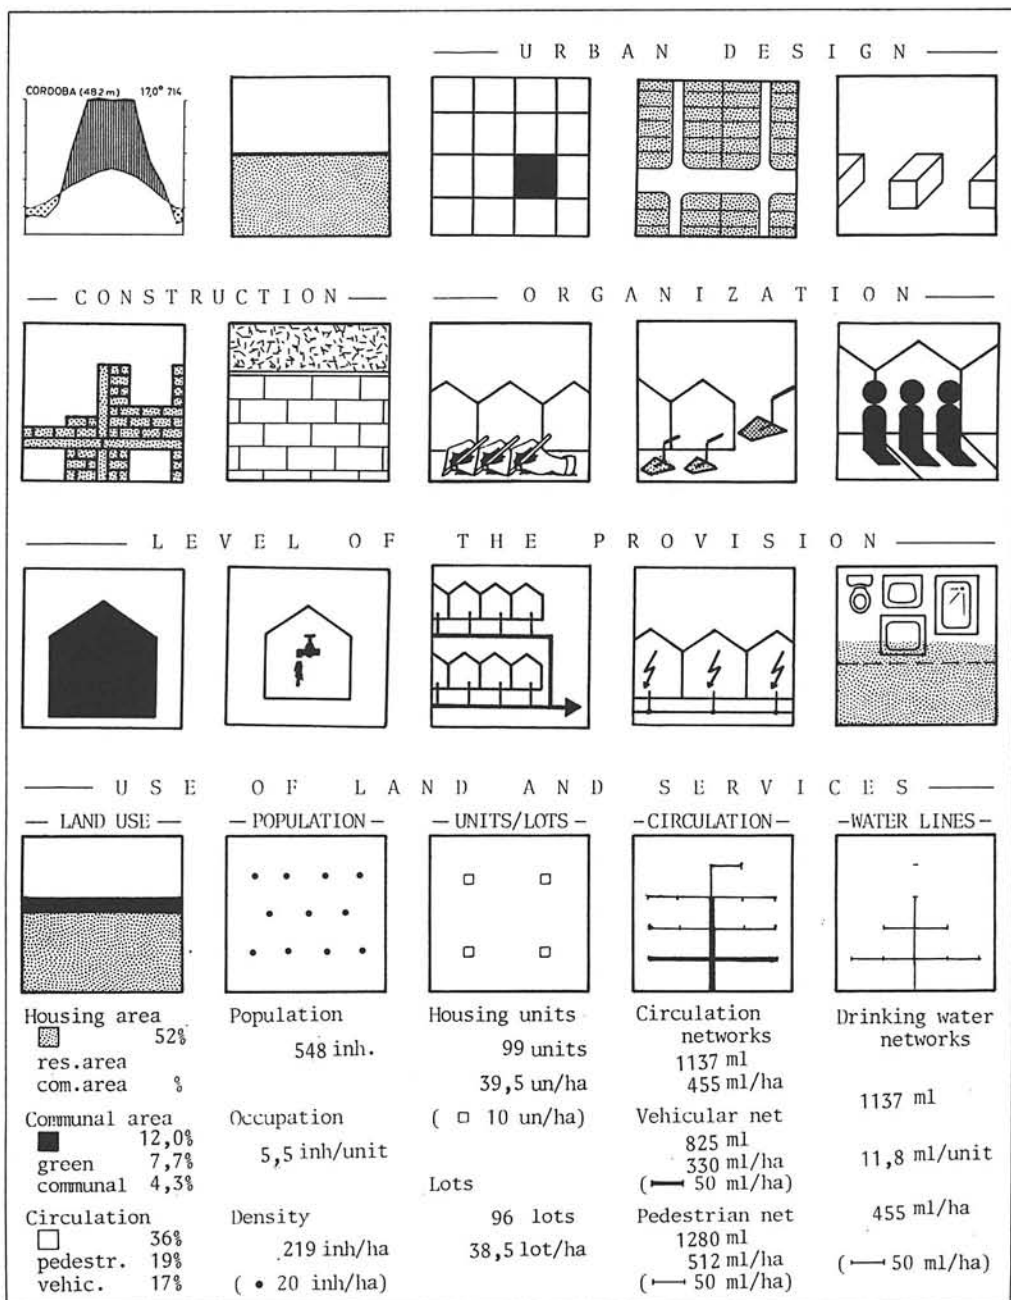 URBAN DESIGN
CORDOBA (482 m) 17,0° 714
CONSTRUCTION
ORGANIZATION
LEVEL OF THE PROVISION
USE OF LAND AND SERVICES
LAND USE
Housing area
52%
res.area
com.area %
Communal area
12,0%
green 7,7%
communal 4,3%
Circulation
36%
pedestr. 19%
vehic. 17%
POPULATION
Population
548 inh.
Occupation
5,5 inh/unit
Density
219 inh/ha
( • 20 inh/ha)
UNITS/LOTS
Housing units
99 units
39,5 un/ha
( □ 10 un/ha)
Lots
96 lots
38,5 lot/ha
CIRCULATION
Circulation
networks
1137 ml
455 ml/ha
Vehicular net
825 ml
330 ml/ha
( 50 ml/ha)
Pedestrian net
1280 ml
512 ml/ha
( 50 ml/ha)
WATER LINES
Drinking water
networks
1137 ml
11,8 ml/unit
455 ml/ha
( 50 ml/ha)